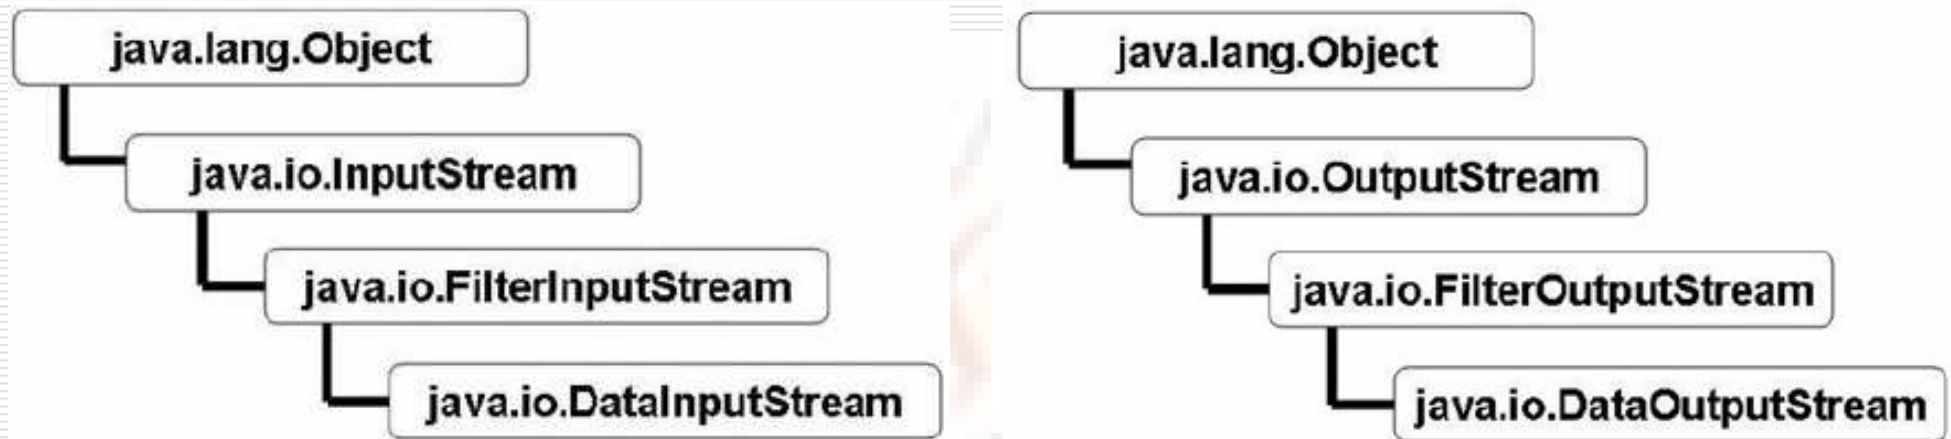 java.lang.Object
java.io.InputStream
java.io.FilterInputStream
java.io.DataInputStream
java.lang.Object
java.io.OutputStream
java.io.FilterOutputStream
java.io.DataOutputStream